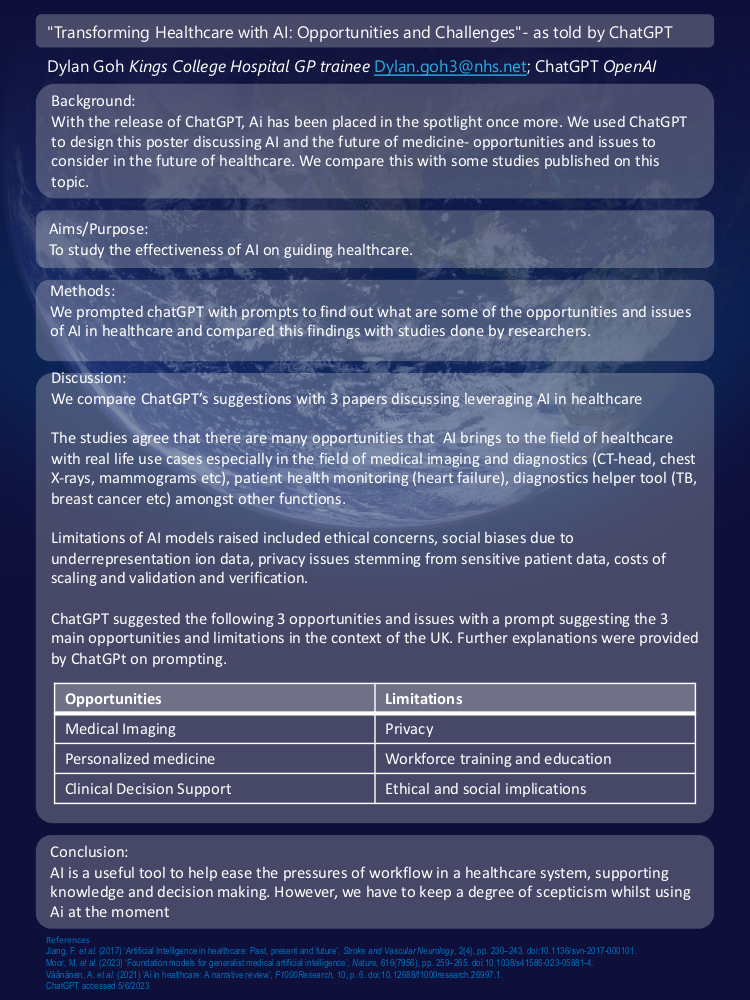 "Transforming Healthcare with AI: Opportunities and Challenges"- as told by ChatGPT
Dylan Goh Kings College Hospital GP trainee Dylan.goh3@nhs.net; ChatGPT OpenAI
Background:
With the release of ChatGPT, Ai has been placed in the spotlight once more. We used ChatGPT
to design this poster discussing AI and the future of medicine- opportunities and issues to
consider in the future of healthcare. We compare this with some studies published on this
topic.
Aims/Purpose:
To study the effectiveness of AI on guiding healthcare.
Methods:
We prompted chatGPT with prompts to find out what are some of the opportunities and issues
of AI in healthcare and compared this findings with studies done by researchers.
Discussion:
We compare ChatGPT's suggestions with 3 papers discussing leveraging AI in healthcare
The studies agree that there are many opportunities that AI brings to the field of healthcare
with real life use cases especially in the field of medical imaging and diagnostics (CT-head, chest
X-rays, mammograms etc), patient health monitoring (heart failure), diagnostics helper tool (TB,
breast cancer etc) amongst other functions.
Limitations of AI models raised included ethical concerns, social biases due to
underrepresentation ion data, privacy issues stemming from sensitive patient data, costs of
scaling and validation and verification.
ChatGPT suggested the following 3 opportunities and issues with a prompt suggesting the 3
main opportunities and limitations in the context of the UK. Further explanations were provided
by ChatGPt on prompting.
Opportunities Limitations
Medical Imaging Privacy
Personalized medicine Workforce training and education
Clinical Decision Support Ethical and social implications
Conclusion:
AI is a useful tool to help ease the pressures of workflow in a healthcare system, supporting
knowledge and decision making. However, we have to keep a degree of scepticism whilst using
Ai at the moment
References
Jiang, F. et al. (2017) 'Artificial Intelligence in healthcare: Past, present and future', Stroke and Vascular Neurology, 2(4), pp. 230–243. doi:10.1136/svn-2017-000101.
Moor, M. et al. (2023) 'Foundation models for generalist medical artificial intelligence', Nature, 616(7956), pp. 259–265. doi:10.1038/s41586-023-05881-4.
Väänänen, A. et al. (2021) 'Ai in healthcare: A narrative review', F1000Research, 10, p. 6. doi:10.12688/f1000research.26997.1.
ChatGPT accessed 5/6/2023